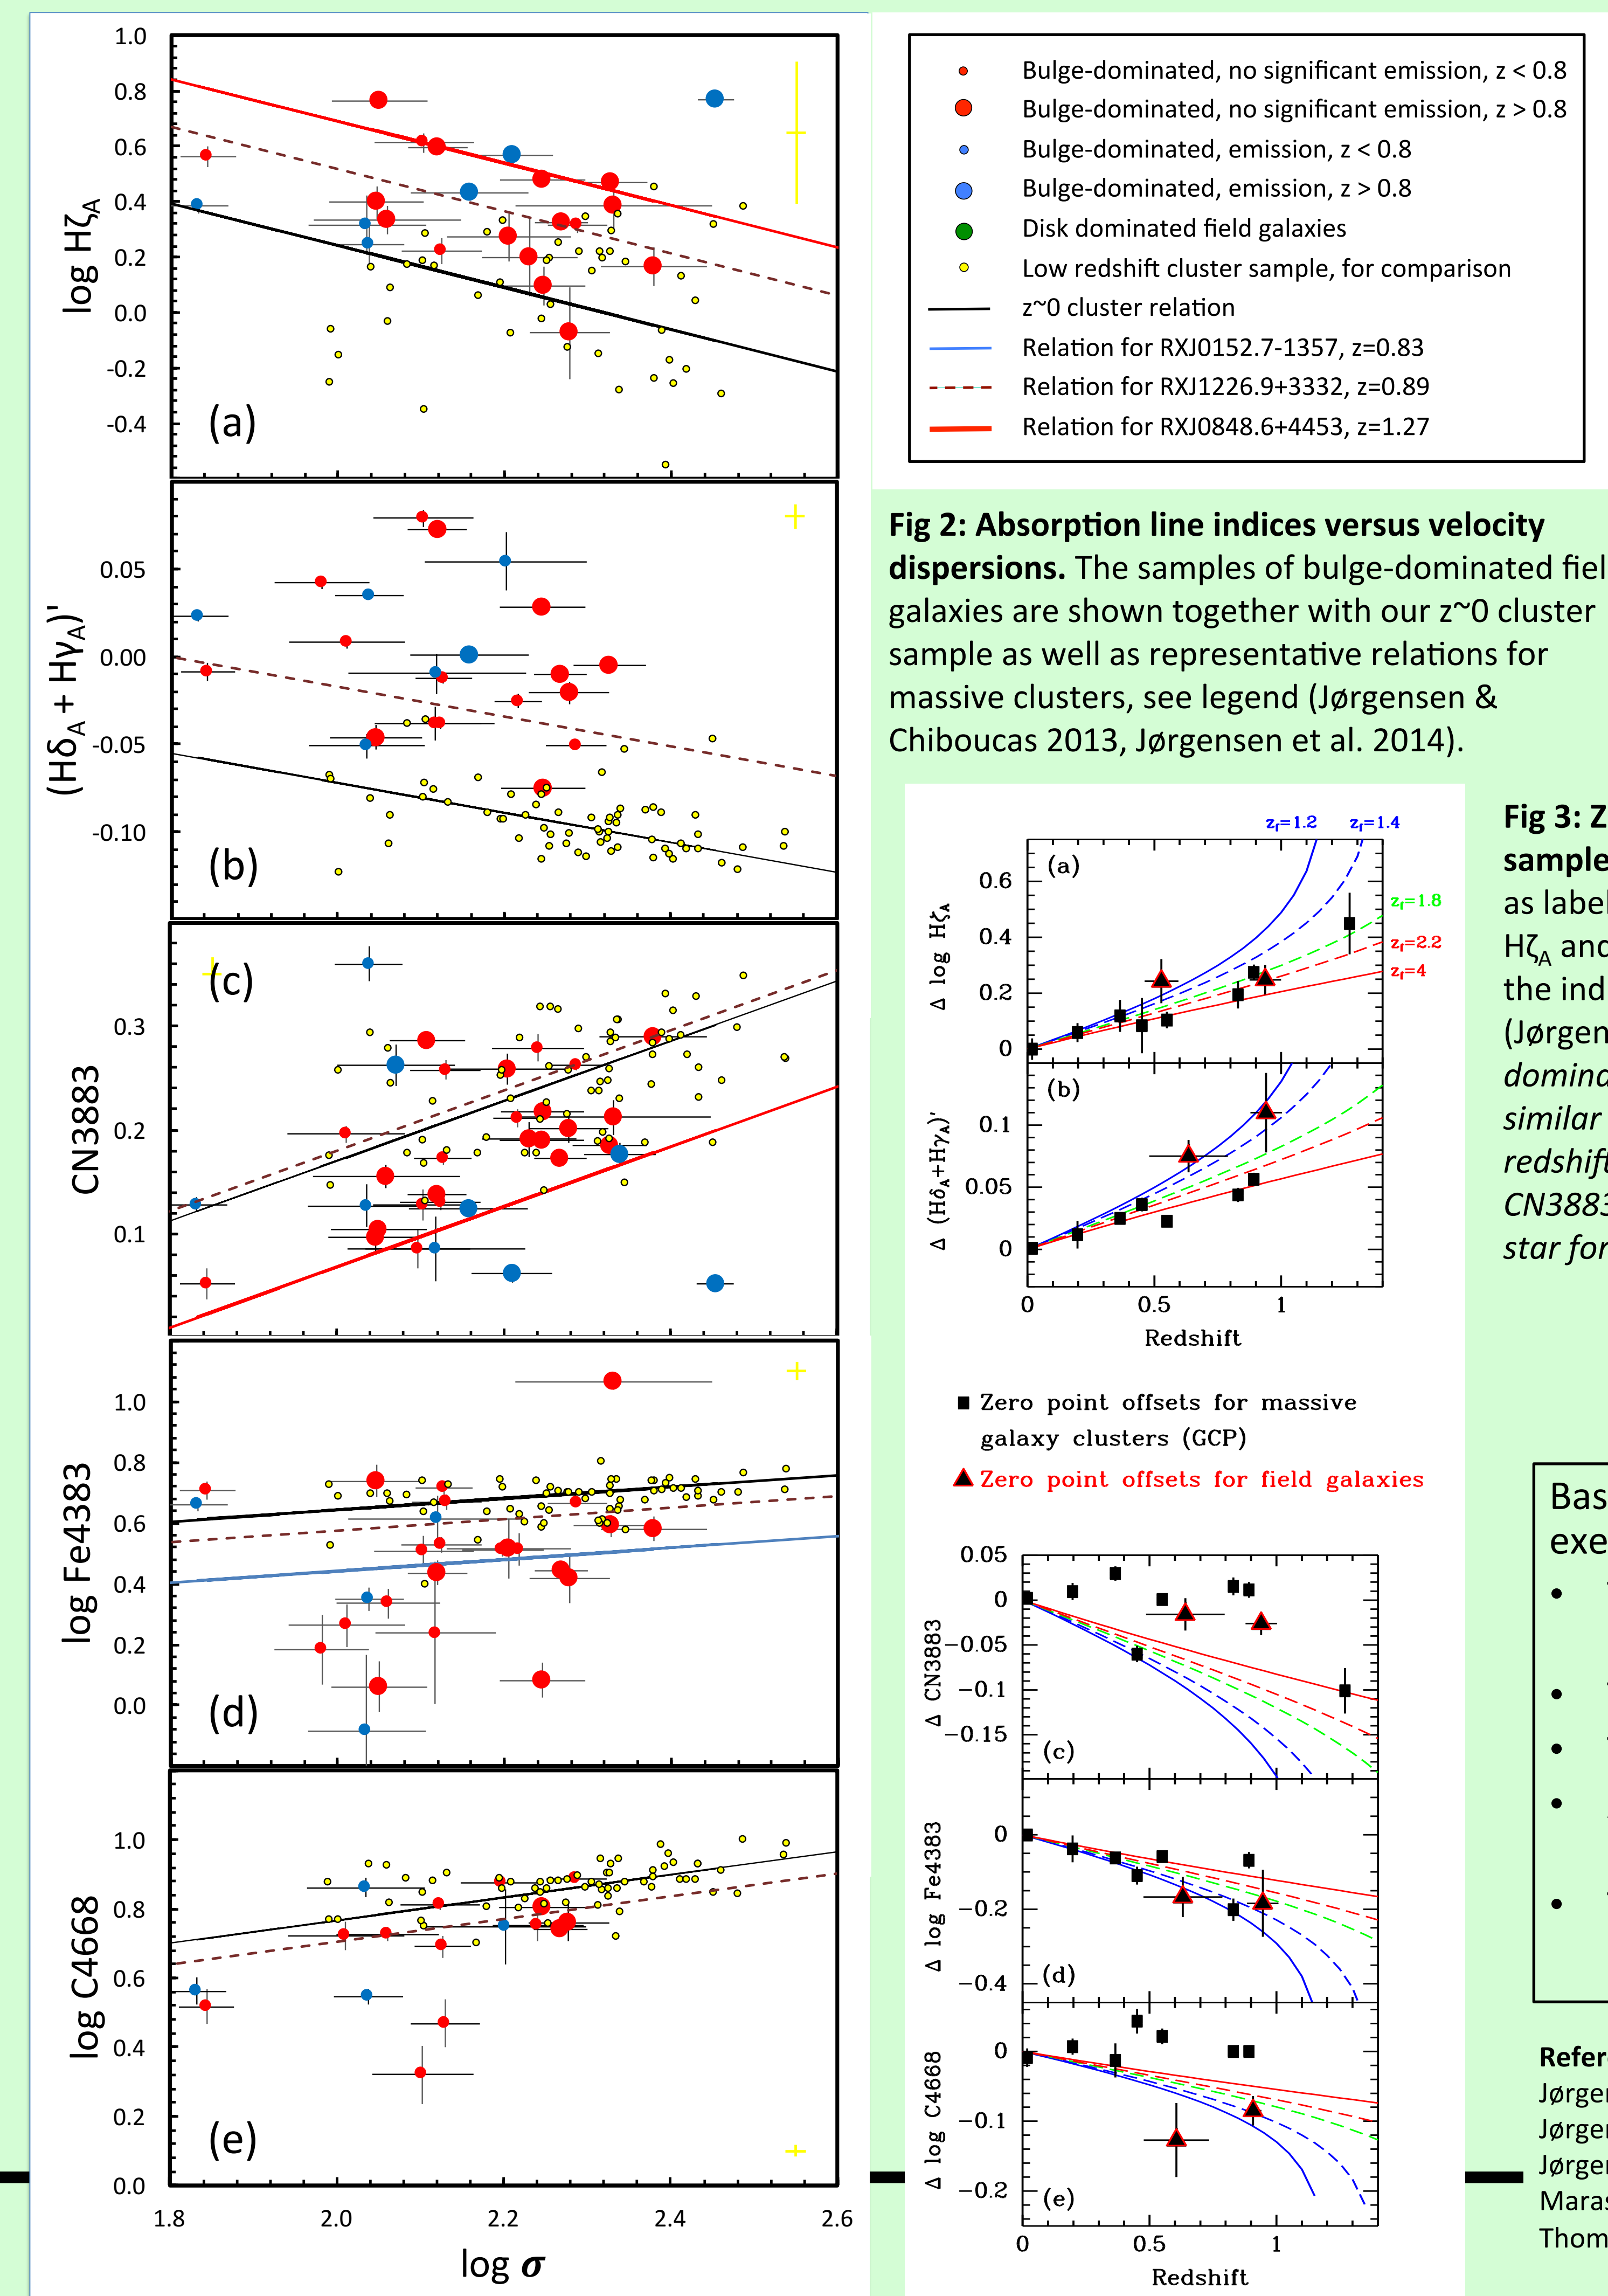 1.0
0.8
0.6
0.4
0.2
0.0
-0.2
-0.4
log HζA
(a)
0.05
0.00
-0.05
-0.10
(HδA + HγA)'
(b)
0.3
0.2
0.1
CN3883
(c)
1.0
0.8
0.6
0.4
0.2
0.0
log Fe4383
(d)
1.0
0.8
0.6
0.4
0.2
0.0
log C4668
(e)
1.8 2.0 2.2 2.4 2.6
log σ
Bulge-dominated, no significant emission, z < 0.8
Bulge-dominated, no significant emission, z > 0.8
Bulge-dominated, emission, z < 0.8
Bulge-dominated, emission, z > 0.8
Disk dominated field galaxies
Low redshift cluster sample, for comparison
z~0 cluster relation
Relation for RXJ0152.7-1357, z=0.83
Relation for RXJ1226.9+3332, z=0.89
Relation for RXJ0848.6+4453, z=1.27
Fig 2: Absorption line indices versus velocity
dispersions. The samples of bulge-dominated fiel
galaxies are shown together with our z~0 cluster
sample as well as representative relations for
massive clusters, see legend (Jørgensen &
Chiboucas 2013, Jørgensen et al. 2014).
zf=1.2 zf=1.4
(a)
0.6
0.4
0.2
0
Δ log HζA
zf=1.8
zf=2.2
zf=4
(b)
0.1
0.05
0
Δ (HδA+HγA)'
0 0.5 1
Redshift
Zero point offsets for massive
galaxy clusters (GCP)
Zero point offsets for field galaxies
0.05
0
−0.05
−0.1
−0.15
Δ CN3883
(c)
0
−0.2
−0.4
Δ log Fe4383
(d)
0
−0.1
−0.2
Δ log C4668
(e)
0 0.5 1
Redshift
Fig 3: Z
sample
as label
HζA and
the ind
(Jørgen
domina
similar
redshift
CN3883
star for
Bas
exe
Refer
Jørger
Jørger
Jørger
Maras
Thom